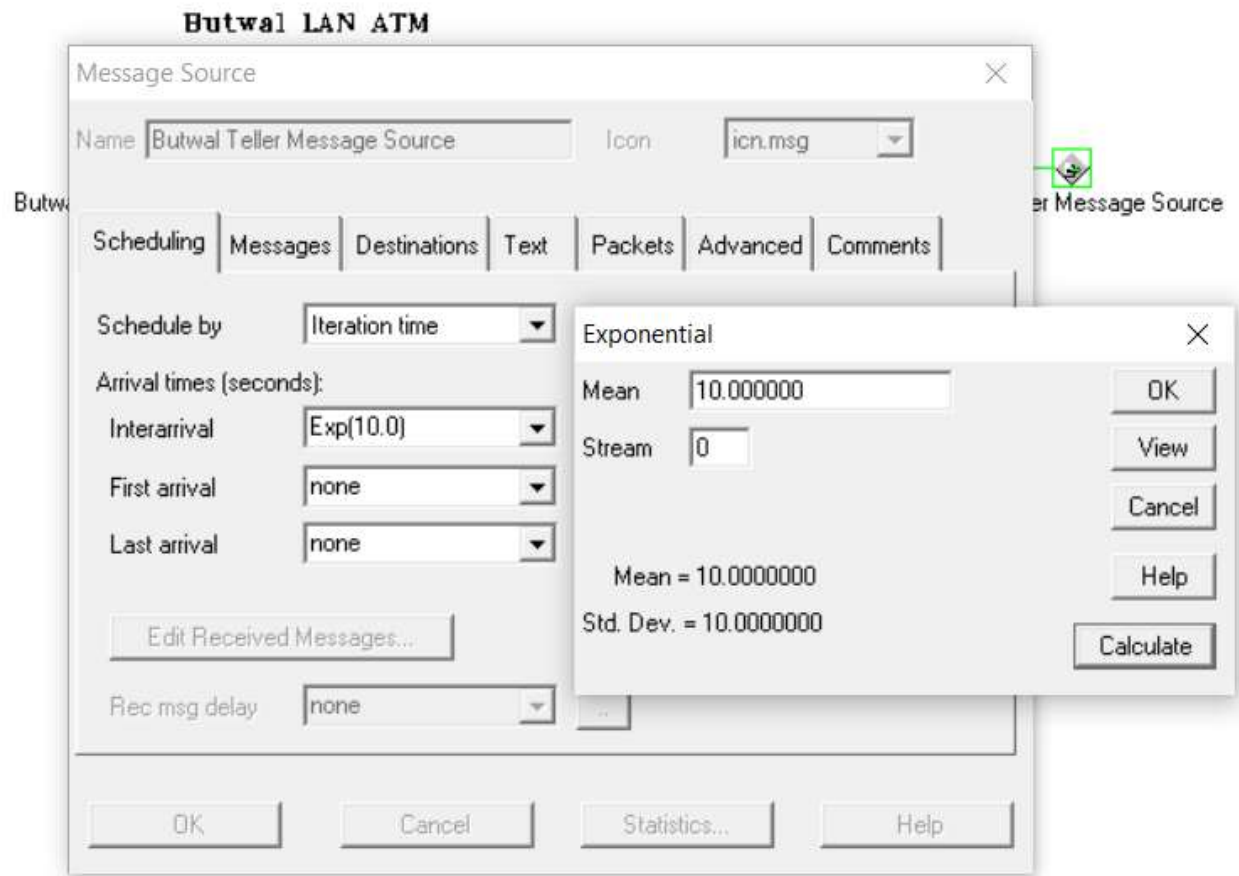 Butwal LAN ATM
Message Source
Name Butwal Teller Message Source Icon icn.msg
Butw
er Message Source
Scheduling Messages Destinations Text Packets Advanced Comments
Schedule by Iteration time
Arrival times (seconds):
Interarrival Exp(10.0)
First arrival none
Last arrival none
Edit Received Messages...
Rec msg delay none ..
OK Cancel Statistics... Help
Exponential
Mean 10.000000 OK
Stream 0 View
Cancel
Mean = 10.0000000 Help
Std. Dev. = 10.0000000
Calculate